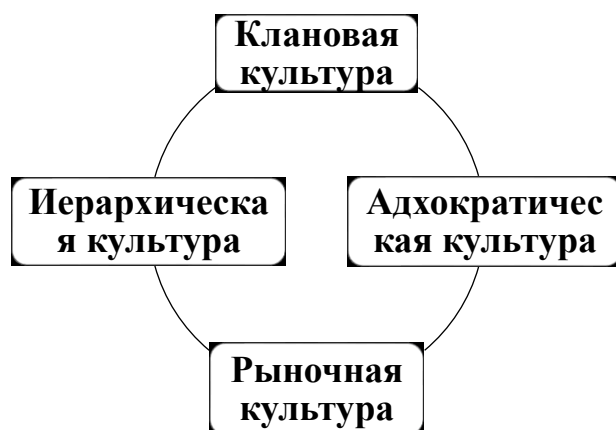 Клановая
культура
Иерархическа
я культура
Адхократичес
кая культура
Рыночная
культура